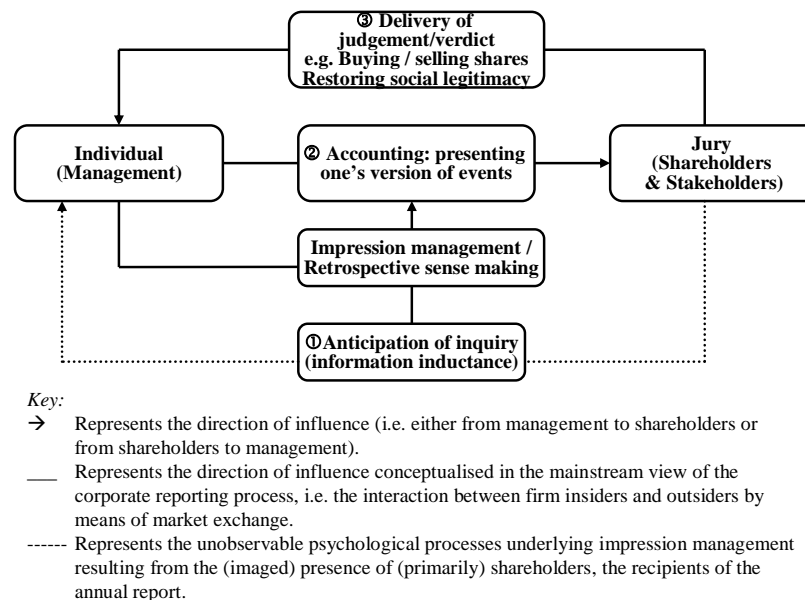 ③ Delivery of
judgement/verdict
e.g. Buying / selling shares
Restoring social legitimacy
Individual
(Management)
② Accounting: presenting
one's version of events
Jury
(Shareholders
& Stakeholders)
Impression management /
Retrospective sense making
①Anticipation of inquiry
(information inductance)
Key:
→ Represents the direction of influence (i.e. either from management to shareholders or
from shareholders to management).
___ Represents the direction of influence conceptualised in the mainstream view of the
corporate reporting process, i.e. the interaction between firm insiders and outsiders by
means of market exchange.
------ Represents the unobservable psychological processes underlying impression management
resulting from the (imaged) presence of (primarily) shareholders, the recipients of the
annual report.